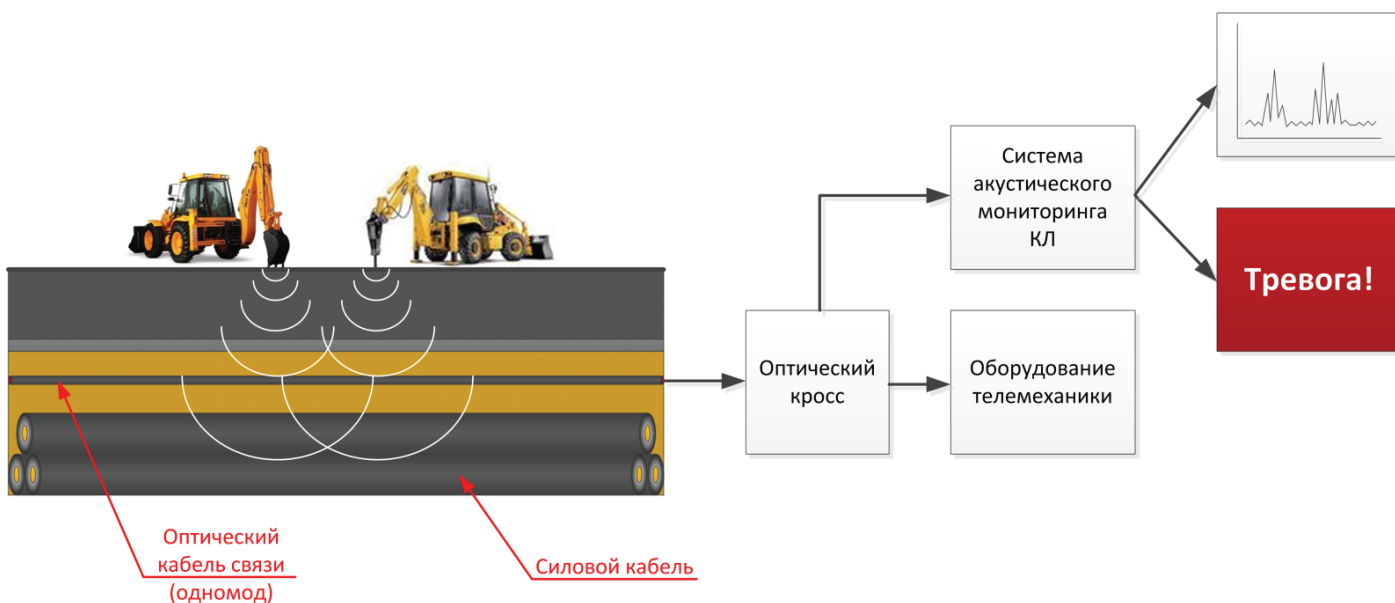 Система
акустического
мониторинга
КЛ
Тревога!
Оптический
кросс
Оборудование
телемеханики
Оптический
кабель связи
(одномод)
Силовой кабель